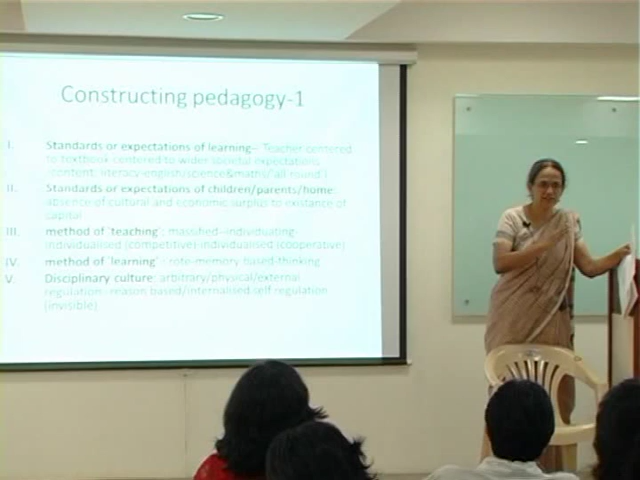 Constructing pedagogy-1
I. Standards or expectations of learning-- Teacher centered
to textbook centered to wider societal expectations
content: literacy-english/science&maths/'all round')
II. Standards or expectations of children/parents/home:
absence of cultural and economic surplus to existance of
capital
III. method of 'teaching': massified--individuating-
individualised (competitive)-individualised (cooperative)
IV. method of 'learning' - rote-memory based-thinking
V. Disciplinary culture: arbitrary/physical/external
regulation- reason based/internalised self regulation
(invisible)